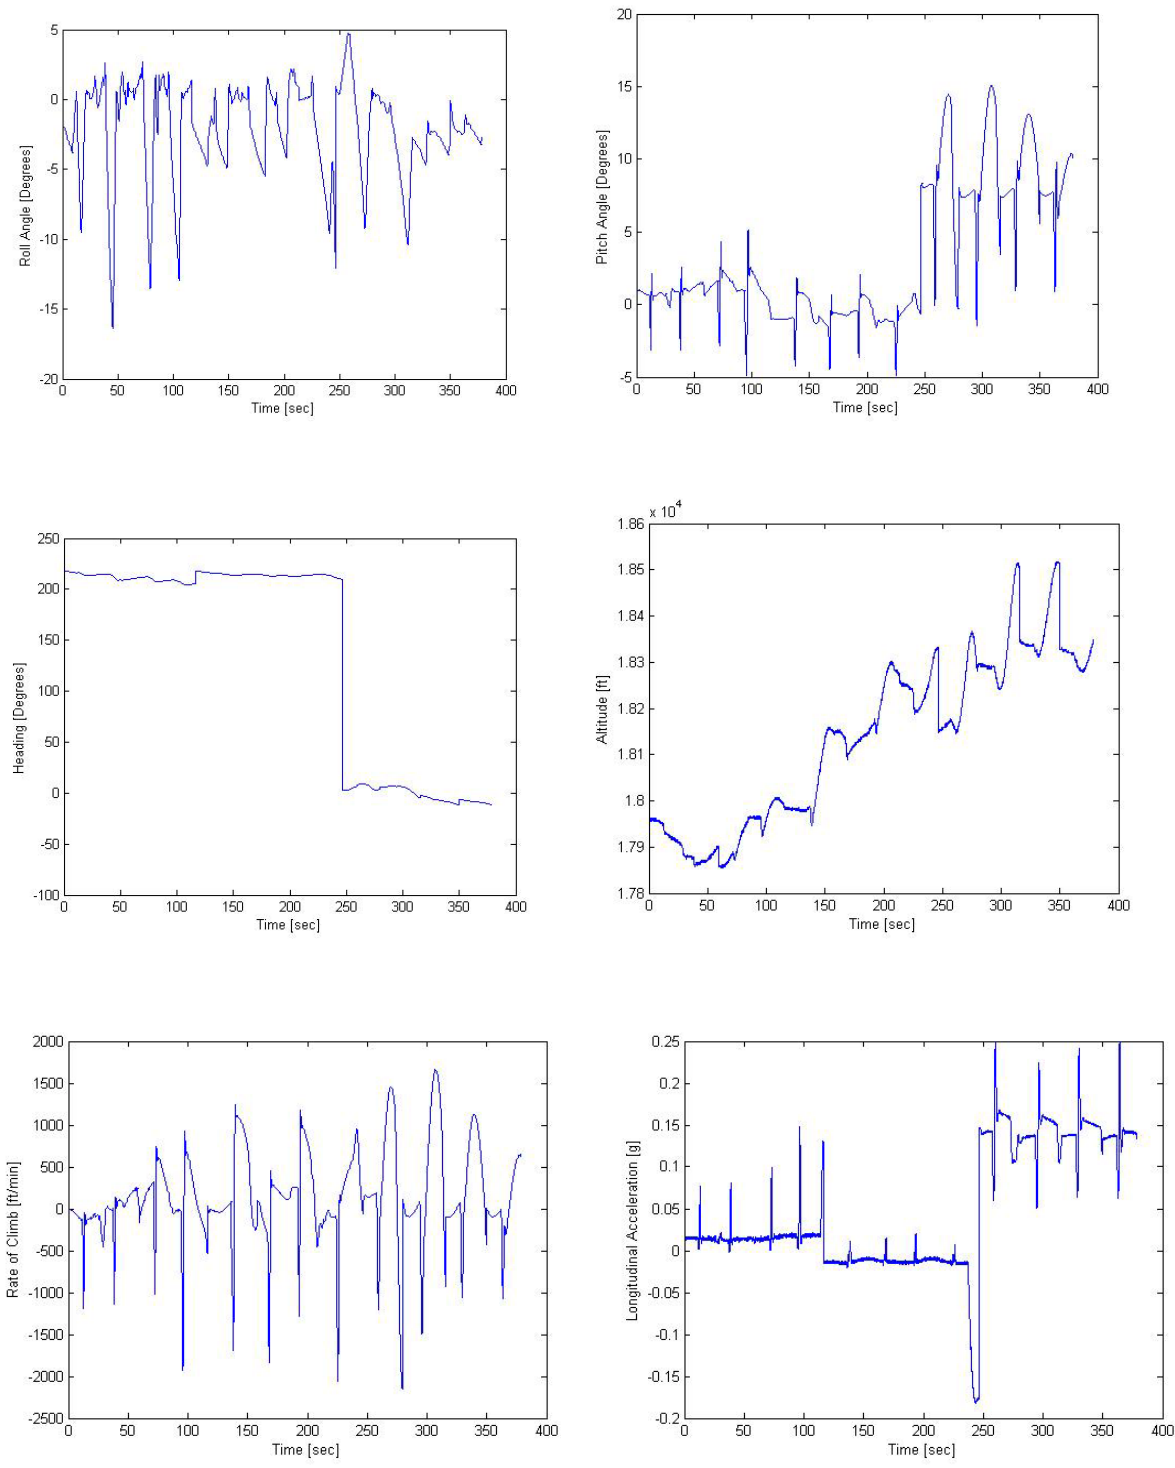 5
0
-5
-10
-15
-20
Roll Angle [Degrees]
0 50 100 150 200 250 300 350 400
Time [sec]
20
15
10
5
0
-5
Pitch Angle [Degrees]
0 50 100 150 200 250 300 350 400
Time [sec]
250
200
150
100
50
0
-50
-100
Heading [Degrees]
0 50 100 150 200 250 300 350 400
Time [sec]
x 10^4
1.86
1.85
1.84
1.83
1.82
1.81
1.8
1.79
1.78
Altitude [ft]
0 50 100 150 200 250 300 350 400
Time [sec]
2000
1500
1000
500
0
-500
-1000
-1500
-2000
-2500
Rate of Climb [ft/min]
0 50 100 150 200 250 300 350 400
Time [sec]
0.25
0.2
0.15
0.1
0.05
0
-0.05
-0.1
-0.15
-0.2
Longitudinal Acceleration [g]
0 50 100 150 200 250 300 350 400
Time [sec]